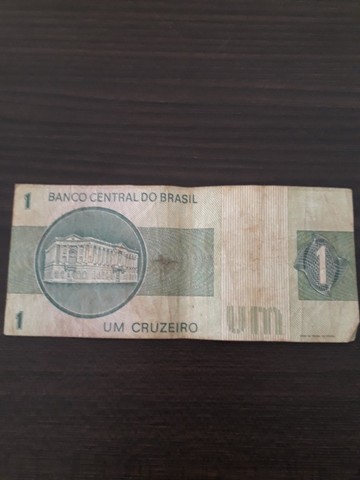 1 BANCO CENTRAL DO BRASIL
1
1 UM CRUZEIRO
um